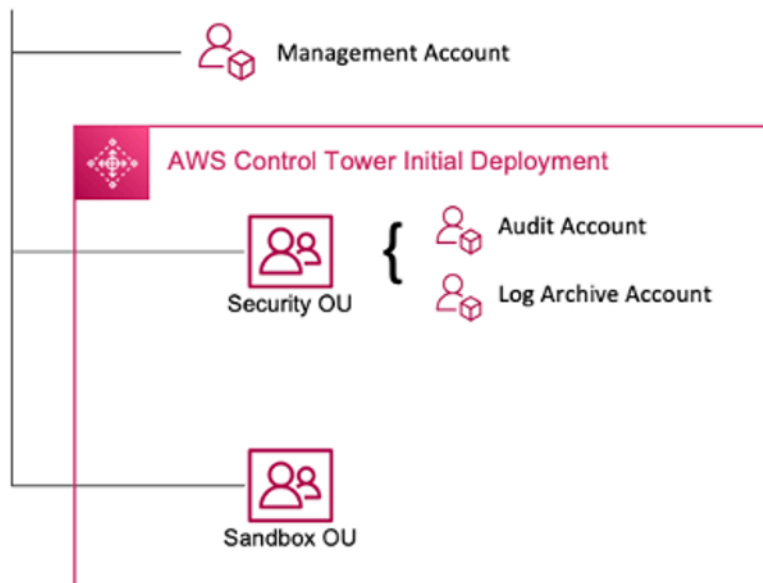 Management Account
AWS Control Tower Initial Deployment
Audit Account
Security OU
Log Archive Account
Sandbox OU